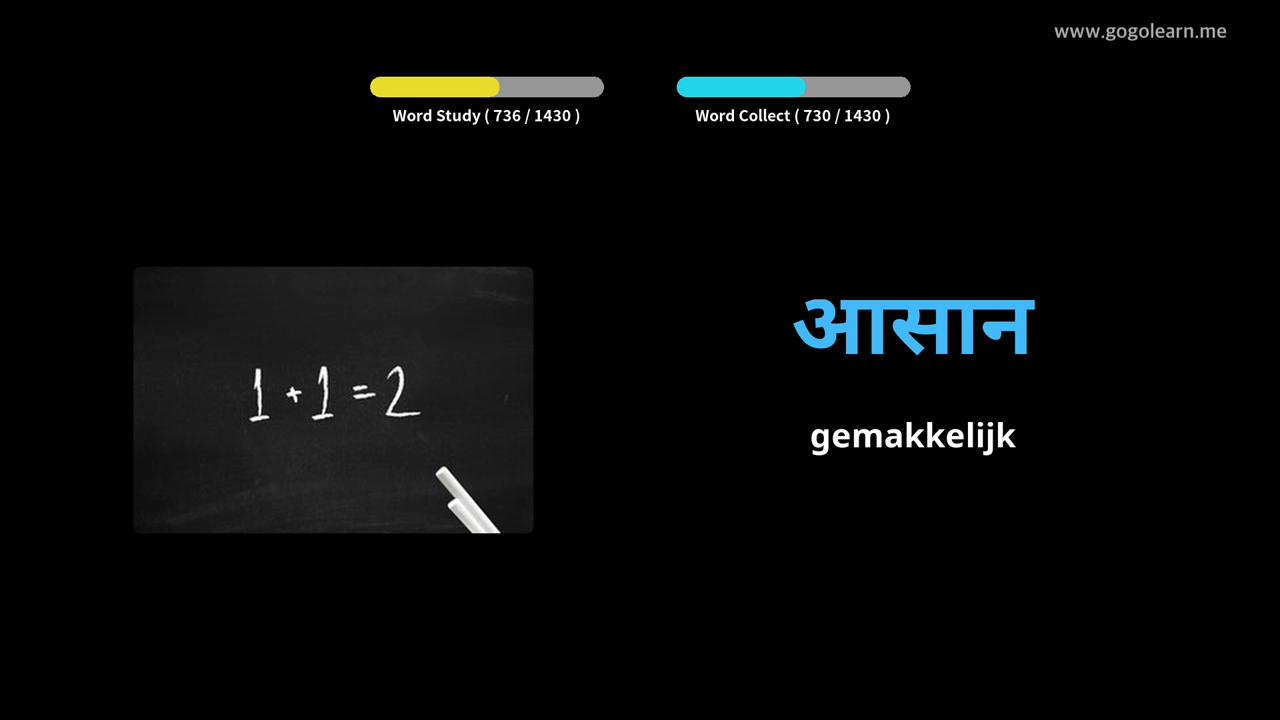 www.gogolearn.me
Word Study ( 736 / 1430 )
Word Collect ( 730 / 1430 )
1 + 1 = 2
आसान
gemakkelijk